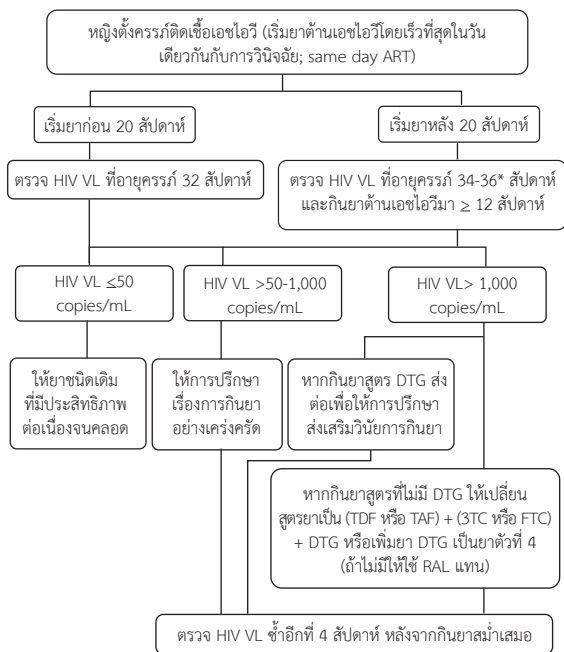 หญิงตั้งครรภ์ติดเชื้อเอชไอวี (เริ่มยาต้านเอชไอวีโดยเร็วที่สุดในวัน
เดียวกันกับการวินิจฉัย; same day ART)
เริ่มยาก่อน 20 สัปดาห์
เริ่มยาหลัง 20 สัปดาห์
ตรวจ HIV VL ที่อายุครรภ์ 32 สัปดาห์
ตรวจ HIV VL ที่อายุครรภ์ 34-36* สัปดาห์
และกินยาต้านเอชไอวีมา ≥ 12 สัปดาห์
HIV VL ≤50
copies/mL
HIV VL >50-1,000
copies/mL
HIV VL> 1,000
copies/mL
ให้ยาชนิดเดิม
ที่มีประสิทธิภาพ
ต่อเนื่องจนคลอด
ให้การปรึกษา
เรื่องการกินยา
อย่างเคร่งครัด
หากกินยาสูตร DTG ส่ง
ต่อเพื่อให้การปรึกษา
ส่งเสริมวินัยการกินยา
หากกินยาสูตรที่ไม่มี DTG ให้เปลี่ยน
สูตรยาเป็น (TDF หรือ TAF) + (3TC หรือ FTC)
+ DTG หรือเพิ่มยา DTG เป็นยาตัวที่ 4
(ถ้าไม่มีให้ใช้ RAL แทน)
ตรวจ HIV VL ซ้ำอีกที่ 4 สัปดาห์ หลังจากกินยาสม่ำเสมอ